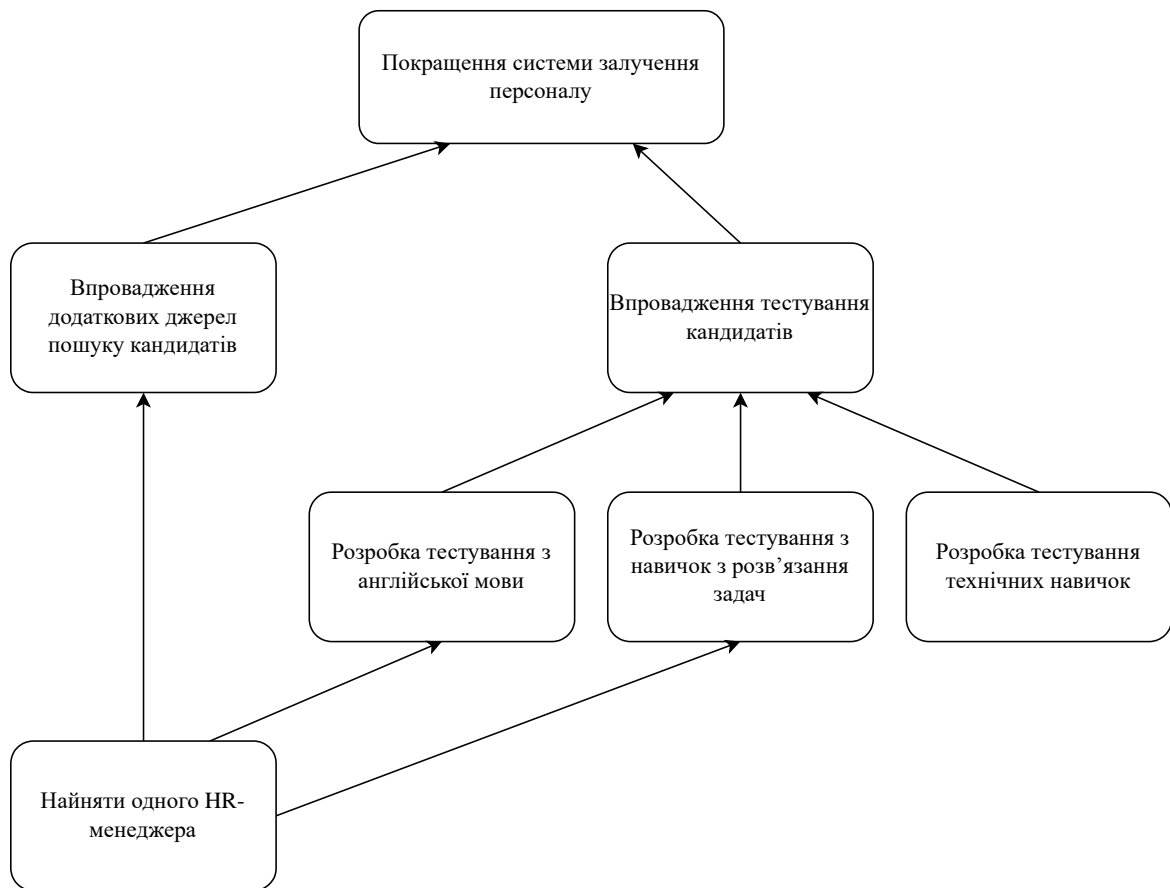 Покращення системи залучення
персоналу
Впровадження
додаткових джерел
пошуку кандидатів
Впровадження тестування
кандидатів
Розробка тестування з
англійської мови
Розробка тестування з
навичок з розв’язання
задач
Розробка тестування
технічних навичок
Найняти одного HR-
менеджера